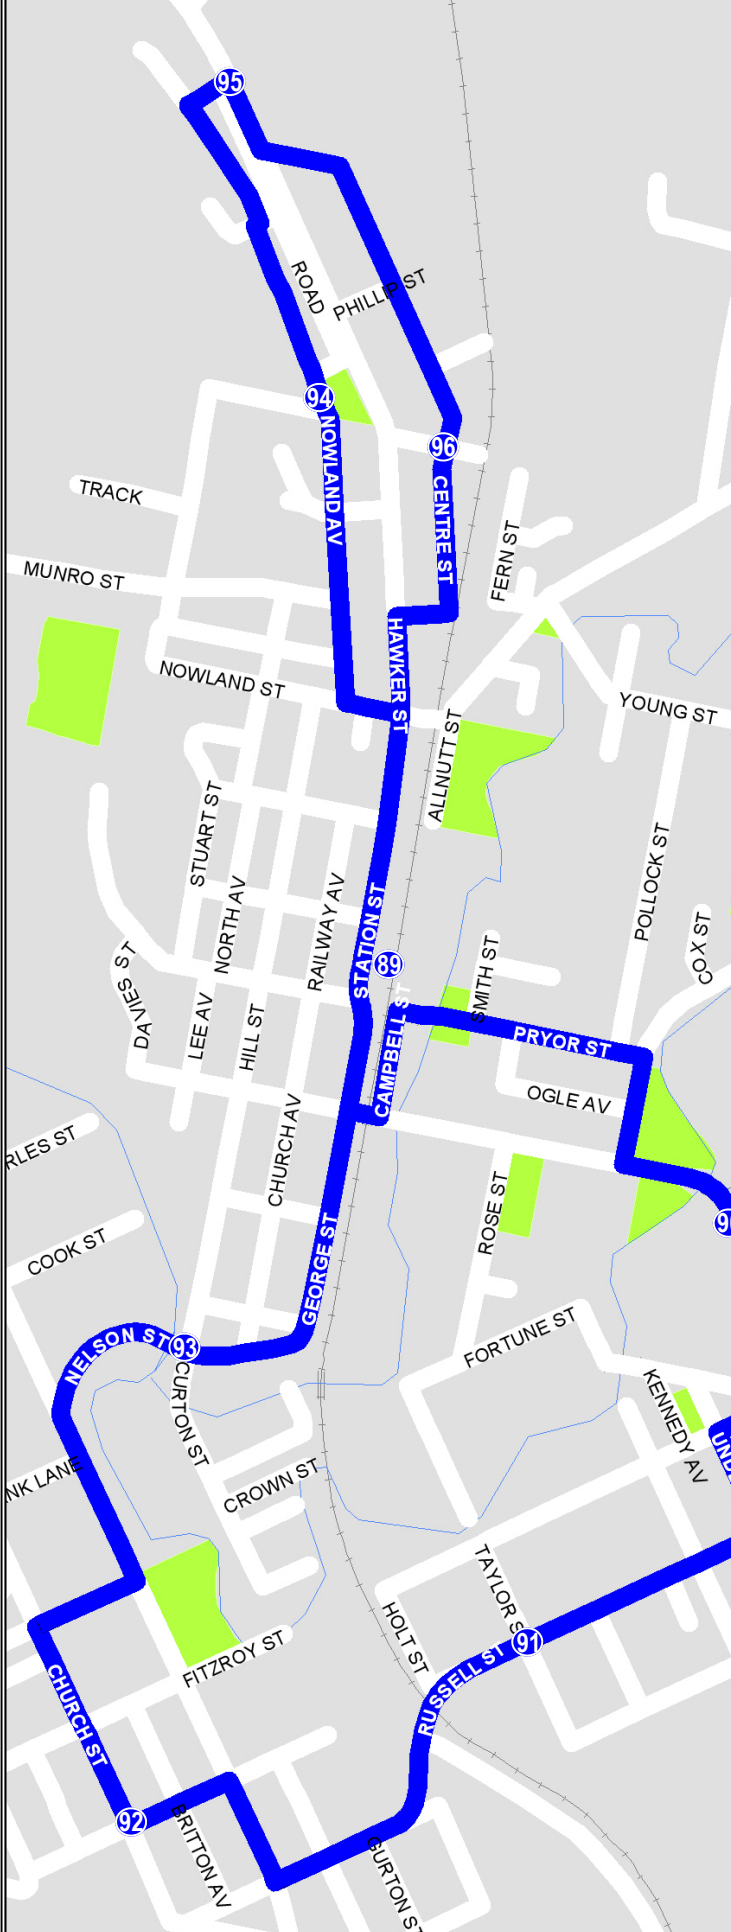 95
ROAD
PHILLIP ST
94
NOWLAND AV
96
CENTRE ST
TRACK
FERN ST
MUNRO ST
HAWKER ST
NOWLAND ST
YOUNG ST
ALLNUTT ST
STUART ST
POLLOCK ST
NORTH AV
RAILWAY AV
STATION ST
COX ST
89
SMITH ST
DAVIES ST
LEE AV
HILL ST
CAMPBELL ST
PRYOR ST
OGLE AV
CHURCH AV
RLES ST
ROSE ST
COOK ST
GEORGE ST
NELSON ST
93
FORTUNE ST
CURTON ST
KENNEDY AV
UND
NK LANE
CROWN ST
TAYLOR S
HOLT ST
91
RUSSELL ST
FITZROY ST
CHURCH ST
92
BRITTON AV
GURTON ST